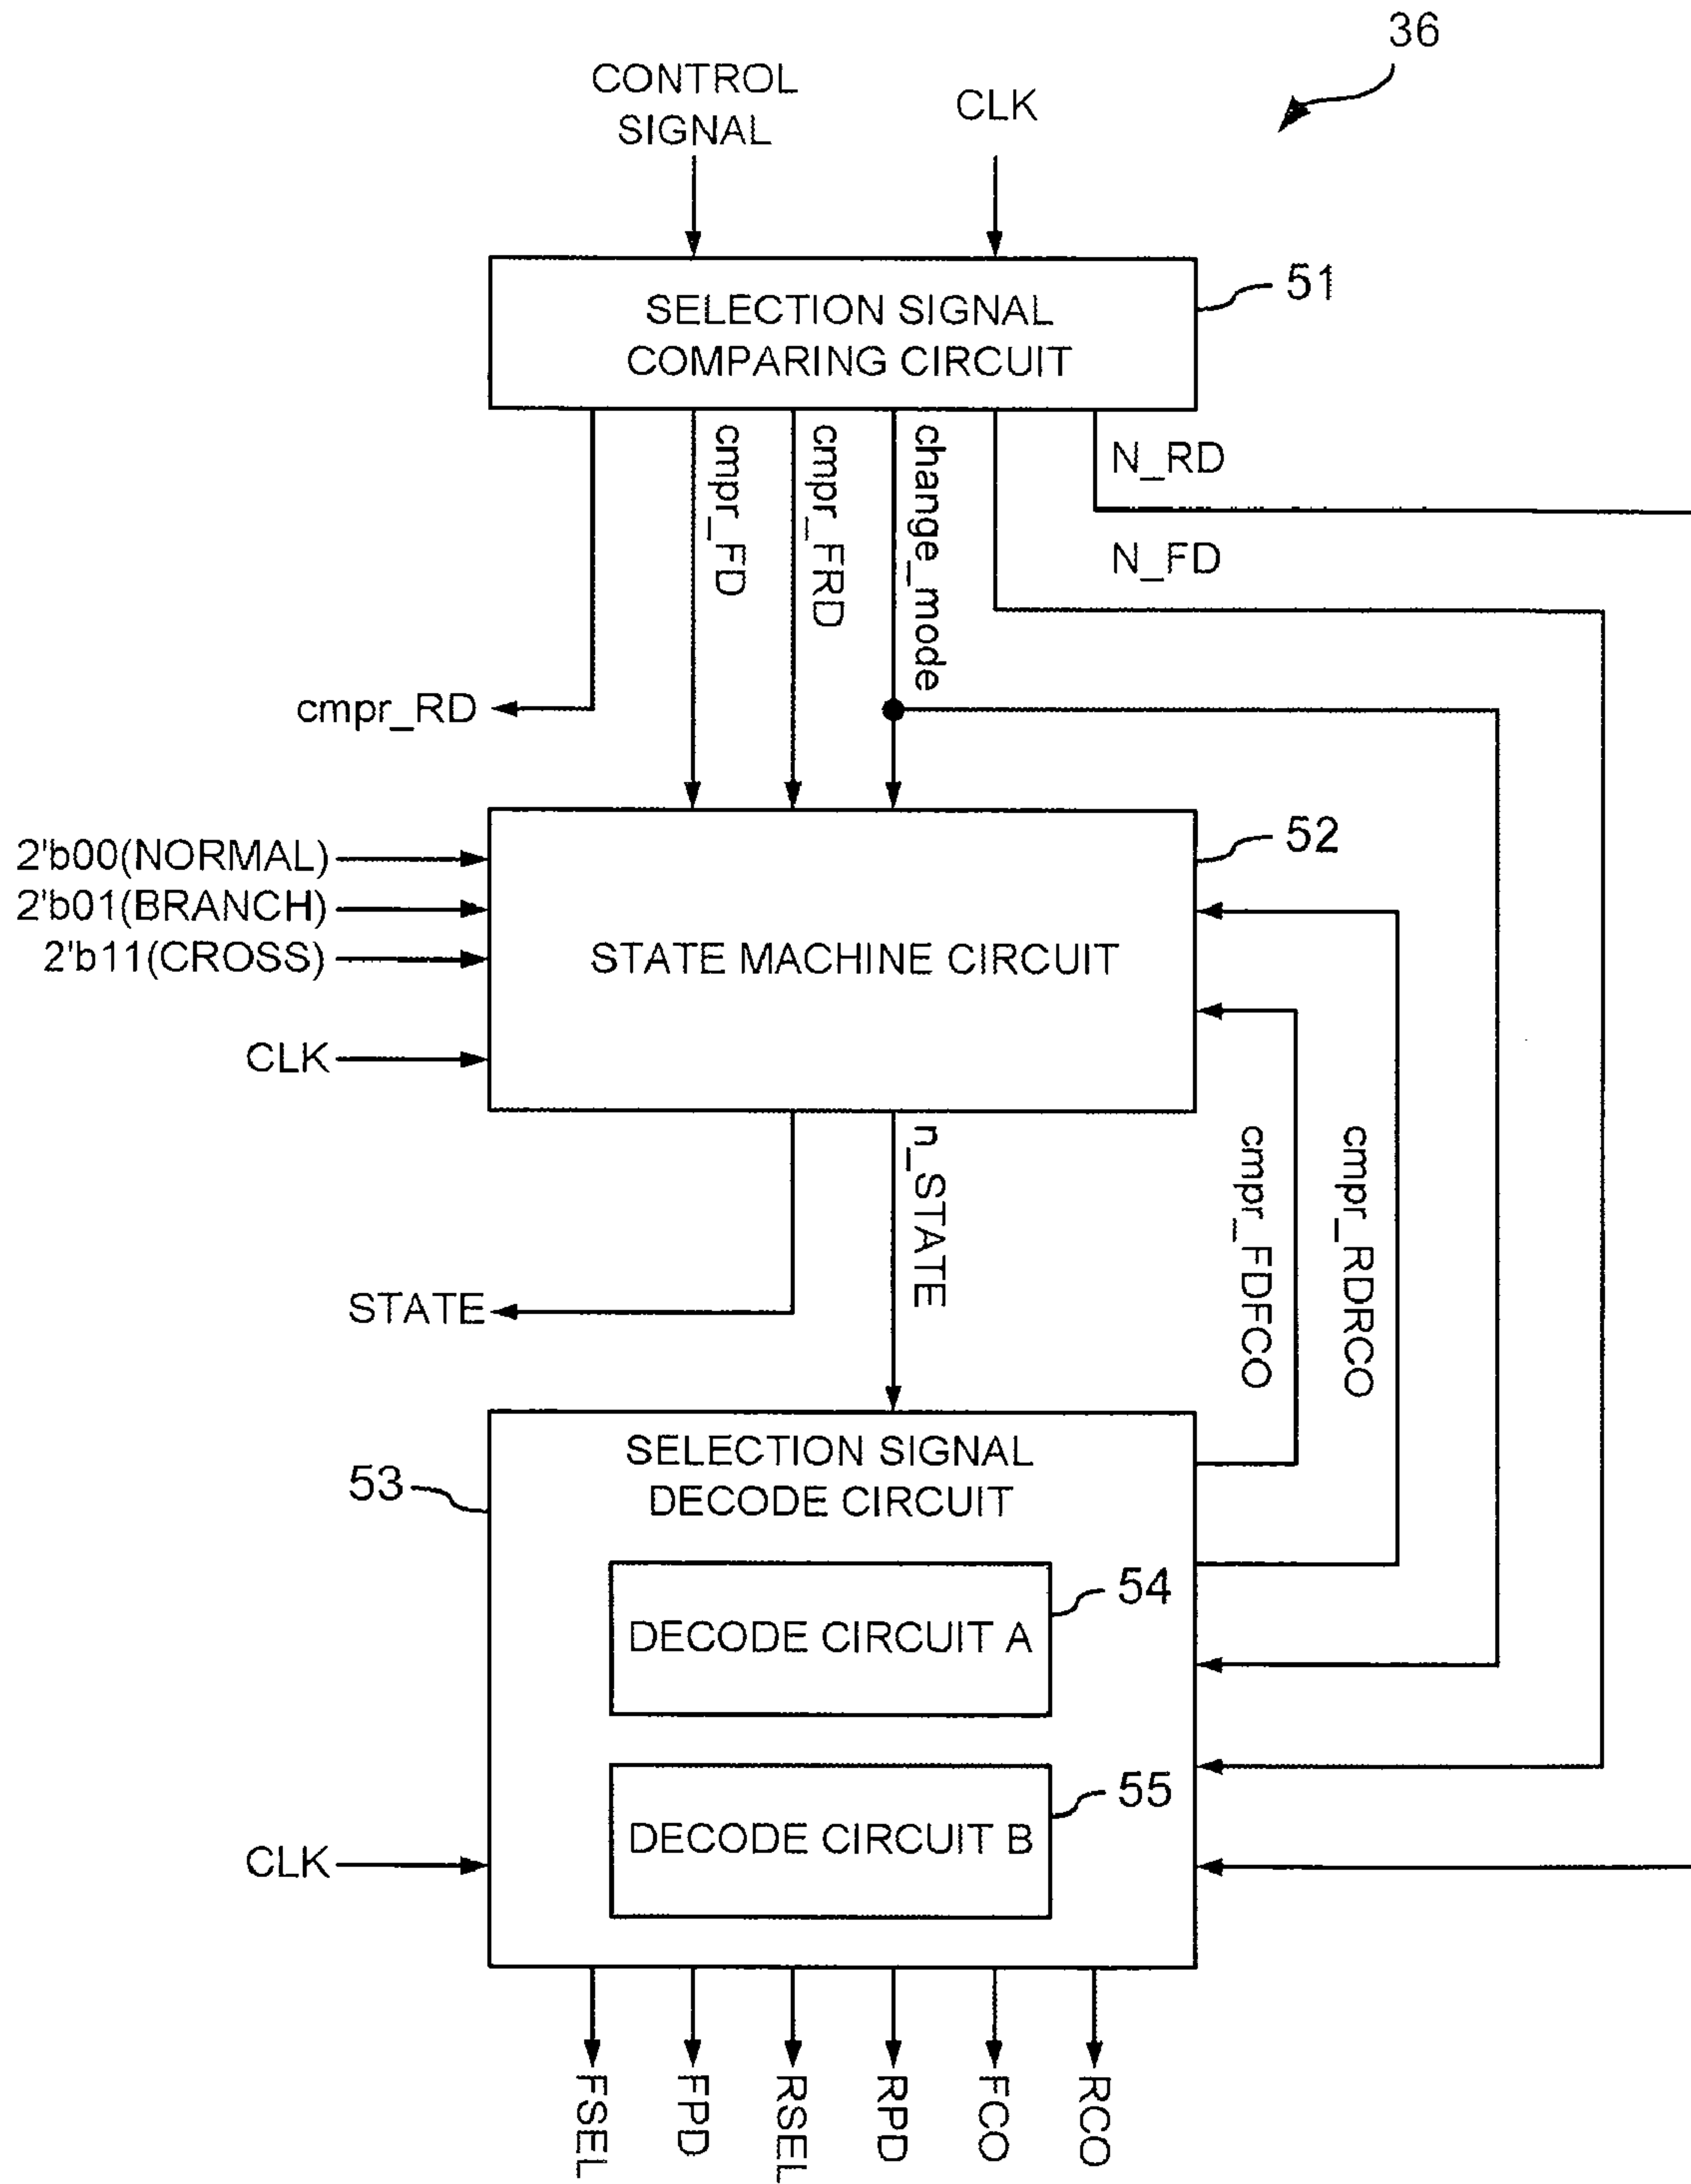 36
CONTROL
SIGNAL
CLK
51
SELECTION SIGNAL
COMPARING CIRCUIT
cmpr_FD
cmpr_FRD
change_mode
N_RD
N_FD
cmpr_RD
52
2'b00(NORMAL)
2'b01(BRANCH)
2'b11(CROSS)
CLK
STATE MACHINE CIRCUIT
n_STATE
cmpr_FDFCO
cmpr_RDRCO
STATE
53
SELECTION SIGNAL
DECODE CIRCUIT
54
DECODE CIRCUIT A
55
DECODE CIRCUIT B
CLK
FSEL
FPD
RSEL
RPD
FCO
RCO